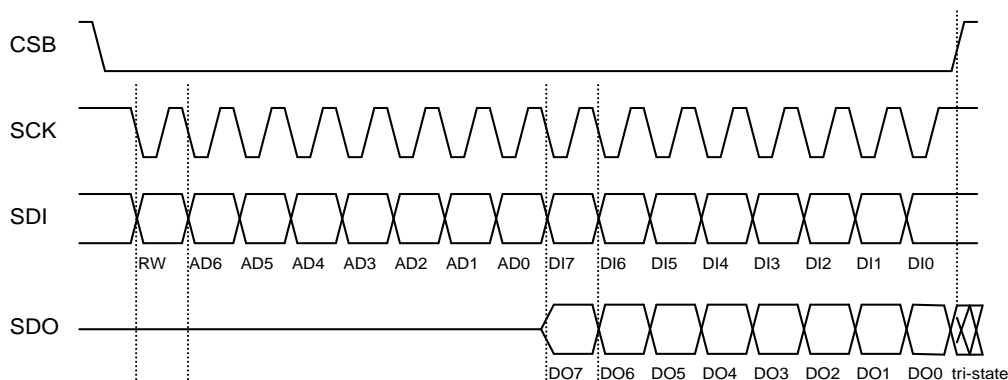 CSB
SCK
SDI
RW AD6 AD5 AD4 AD3 AD2 AD1 AD0 DI7 DI6 DI5 DI4 DI3 DI2 DI1 DI0
SDO
DO7 DO6 DO5 DO4 DO3 DO2 DO1 DO0 tri-state